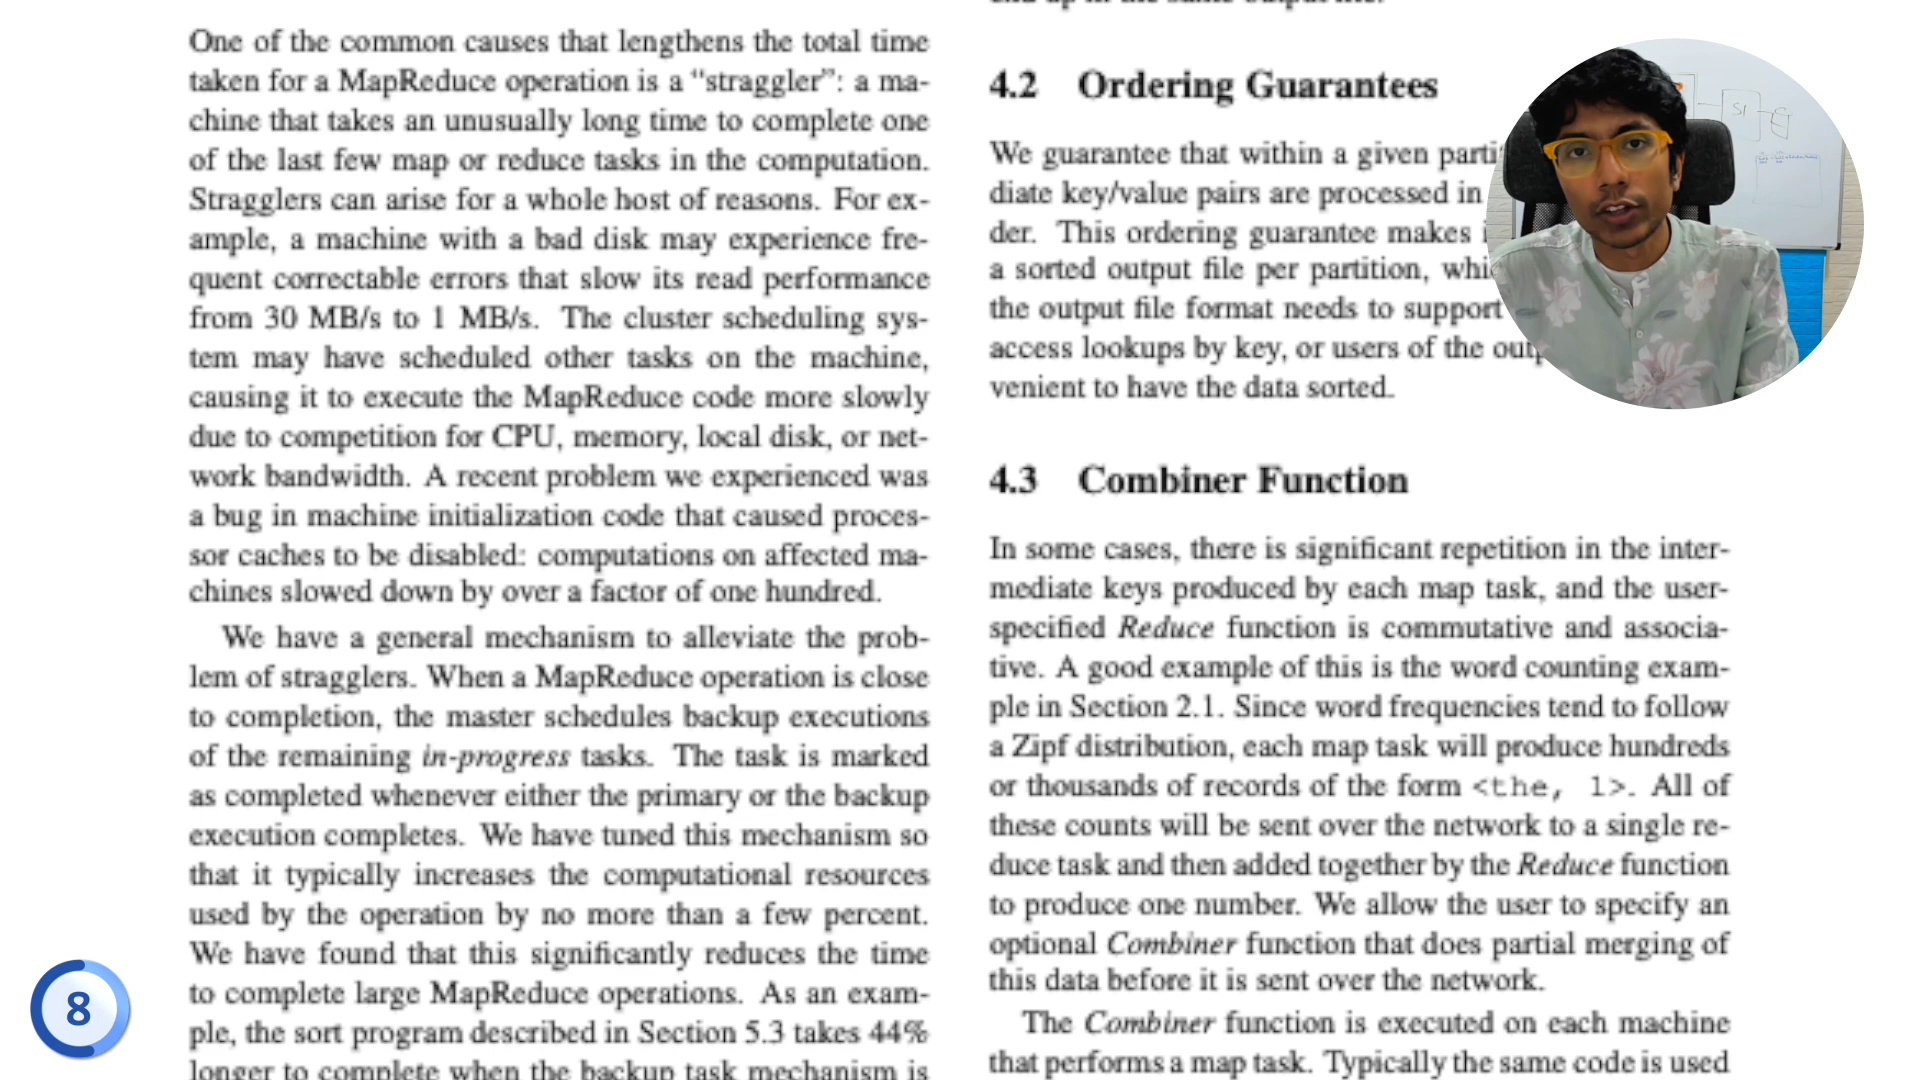 One of the common causes that lengthens the total time
taken for a MapReduce operation is a “straggler”: a ma-
chine that takes an unusually long time to complete one
of the last few map or reduce tasks in the computation.
Stragglers can arise for a whole host of reasons. For ex-
ample, a machine with a bad disk may experience fre-
quent correctable errors that slow its read performance
from 30 MB/s to 1 MB/s. The cluster scheduling sys-
tem may have scheduled other tasks on the machine,
causing it to execute the MapReduce code more slowly
due to competition for CPU, memory, local disk, or net-
work bandwidth. A recent problem we experienced was
a bug in machine initialization code that caused proces-
sor caches to be disabled: computations on affected ma-
chines slowed down by over a factor of one hundred.
We have a general mechanism to alleviate the prob-
lem of stragglers. When a MapReduce operation is close
to completion, the master schedules backup executions
of the remaining in-progress tasks. The task is marked
as completed whenever either the primary or the backup
execution completes. We have tuned this mechanism so
that it typically increases the computational resources
used by the operation by no more than a few percent.
We have found that this significantly reduces the time
to complete large MapReduce operations. As an exam-
ple, the sort program described in Section 5.3 takes 44%
longer to complete when the backup task mechanism is
4.2 Ordering Guarantees
We guarantee that within a given parti
diate key/value pairs are processed in
der. This ordering guarantee makes
a sorted output file per partition, whi
the output file format needs to support
access lookups by key, or users of the out
venient to have the data sorted.
4.3 Combiner Function
In some cases, there is significant repetition in the inter-
mediate keys produced by each map task, and the user-
specified Reduce function is commutative and associa-
tive. A good example of this is the word counting exam-
ple in Section 2.1. Since word frequencies tend to follow
a Zipf distribution, each map task will produce hundreds
or thousands of records of the form <the, 1>. All of
these counts will be sent over the network to a single re-
duce task and then added together by the Reduce function
to produce one number. We allow the user to specify an
optional Combiner function that does partial merging of
this data before it is sent over the network.
The Combiner function is executed on each machine
that performs a map task. Typically the same code is used
S1
8